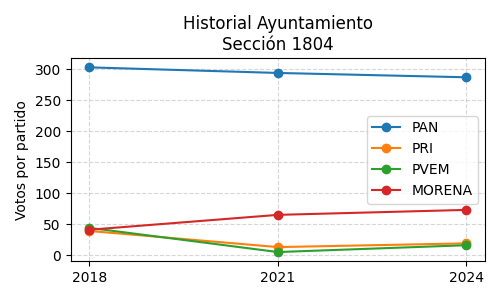 Historial Ayuntamiento
Sección 1804
Votos por partido
300
250
200
150
100
50
0
PAN
PRI
PVEM
MORENA
2018 2021 2024